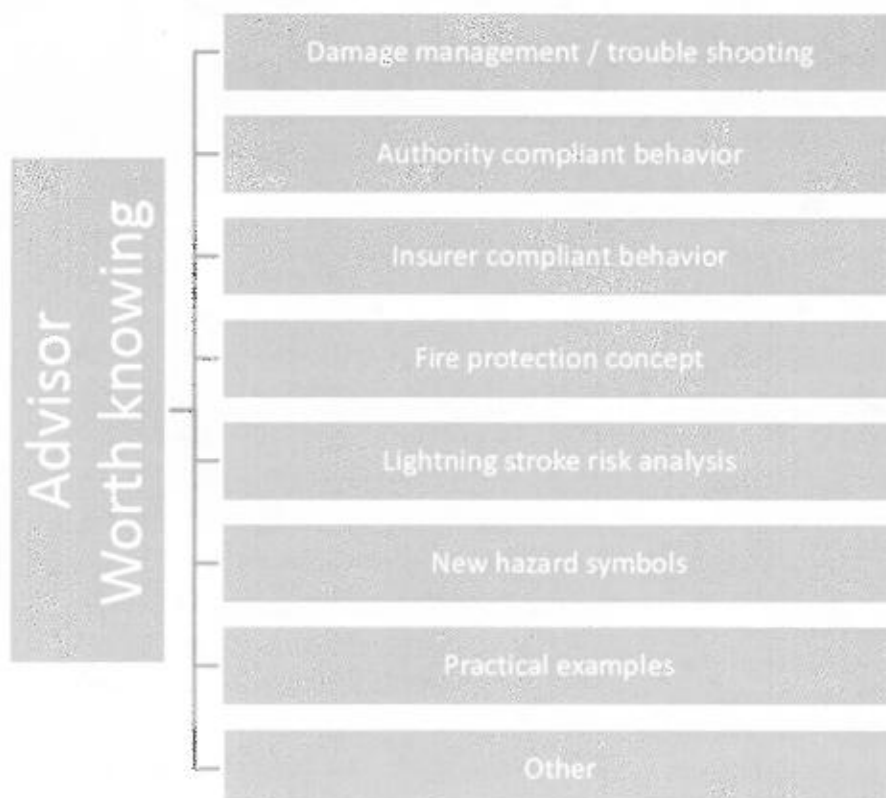 Advisor
Worth knowing
Damage management / trouble shooting
Authority compliant behavior
Insurer compliant behavior
Fire protection concept
Lightning stroke risk analysis
New hazard symbols
Practical examples
Other